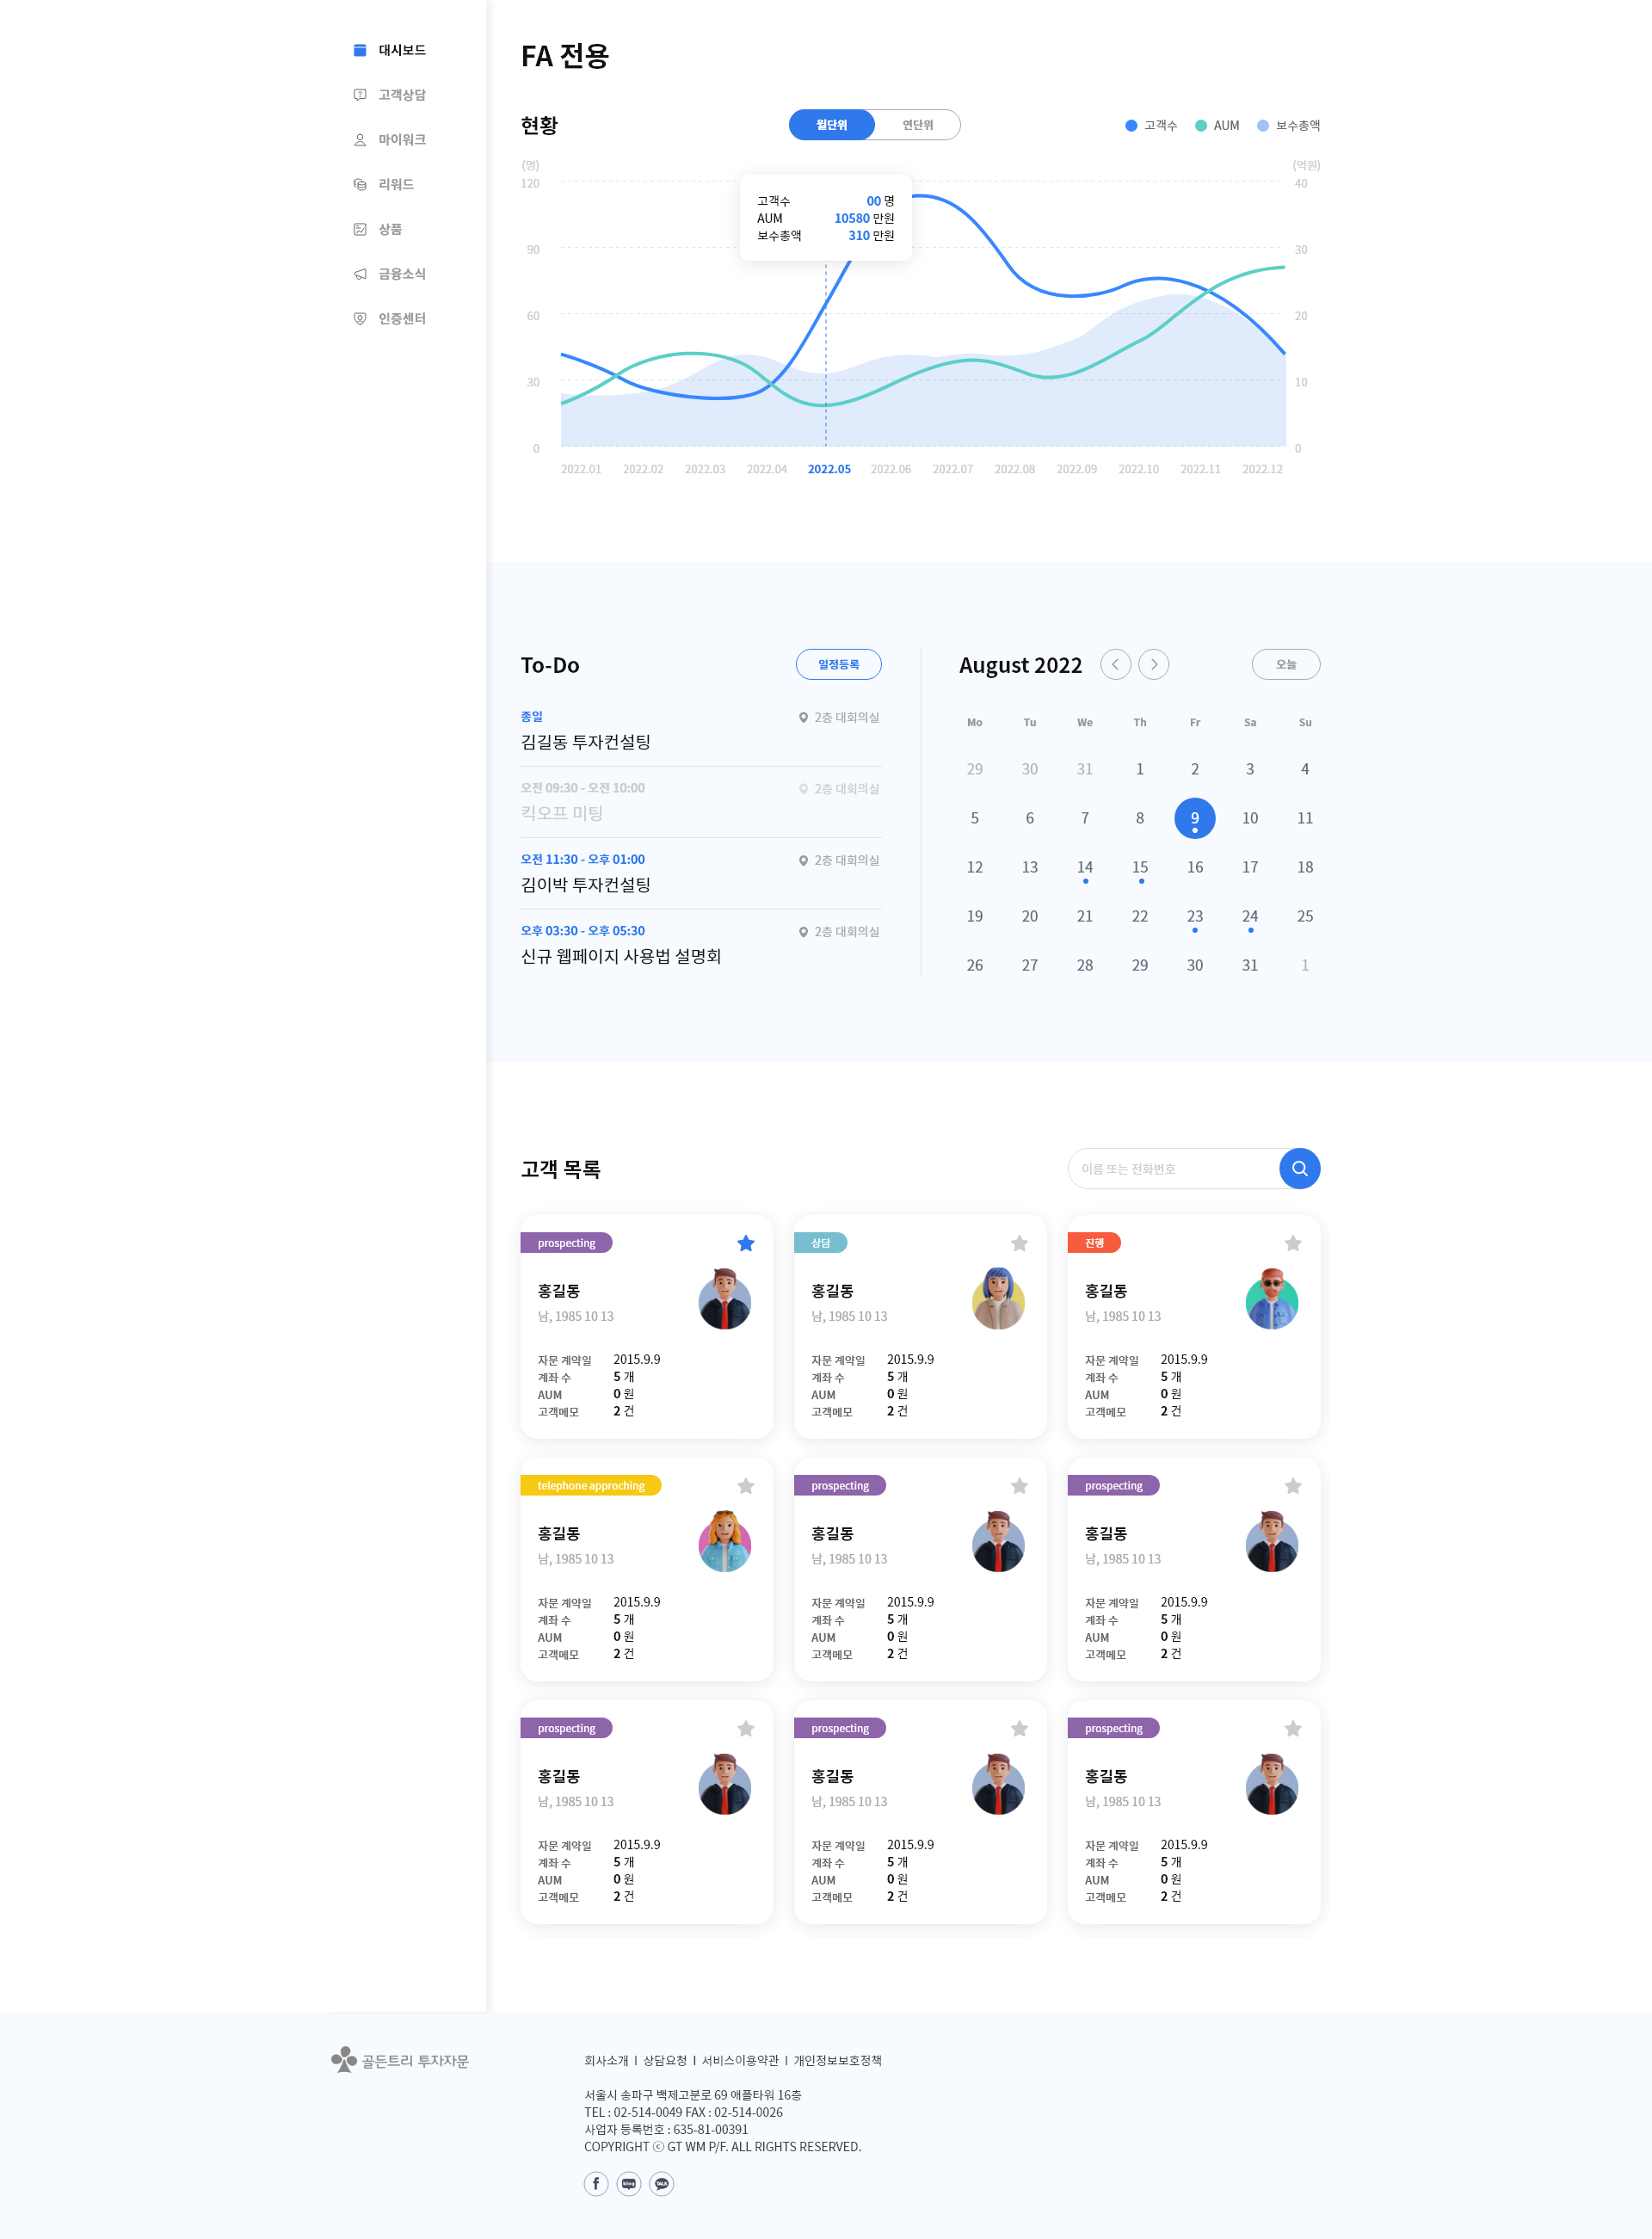 대시보드
고객상담
마이워크
리워드
상품
금융소식
인증센터
FA 전용
현황
월단위 연단위
고객수 AUM 보수총액
(명) (억원)
120 40
90 30
60 20
30 10
0 0
고객수 00 명
AUM 10580 만원
보수총액 310 만원
2022.01 2022.02 2022.03 2022.04 2022.05 2022.06 2022.07 2022.08 2022.09 2022.10 2022.11 2022.12
To-Do 일정등록
종일 2층 대회의실
김길동 투자컨설팅
오전 09:30 - 오전 10:00 2층 대회의실
킥오프 미팅
오전 11:30 - 오후 01:00 2층 대회의실
김이박 투자컨설팅
오후 03:30 - 오후 05:30 2층 대회의실
신규 웹페이지 사용법 설명회
August 2022 오늘
Mo Tu We Th Fr Sa Su
29 30 31 1 2 3 4
5 6 7 8 9 10 11
12 13 14 15 16 17 18
19 20 21 22 23 24 25
26 27 28 29 30 31 1
고객 목록
이름 또는 전화번호
prospecting
홍길동
남, 1985 10 13
자문 계약일 2015.9.9
계좌 수 5 개
AUM 0 원
고객메모 2 건
상담
홍길동
남, 1985 10 13
자문 계약일 2015.9.9
계좌 수 5 개
AUM 0 원
고객메모 2 건
진행
홍길동
남, 1985 10 13
자문 계약일 2015.9.9
계좌 수 5 개
AUM 0 원
고객메모 2 건
telephone approching
홍길동
남, 1985 10 13
자문 계약일 2015.9.9
계좌 수 5 개
AUM 0 원
고객메모 2 건
prospecting
홍길동
남, 1985 10 13
자문 계약일 2015.9.9
계좌 수 5 개
AUM 0 원
고객메모 2 건
prospecting
홍길동
남, 1985 10 13
자문 계약일 2015.9.9
계좌 수 5 개
AUM 0 원
고객메모 2 건
prospecting
홍길동
남, 1985 10 13
자문 계약일 2015.9.9
계좌 수 5 개
AUM 0 원
고객메모 2 건
prospecting
홍길동
남, 1985 10 13
자문 계약일 2015.9.9
계좌 수 5 개
AUM 0 원
고객메모 2 건
prospecting
홍길동
남, 1985 10 13
자문 계약일 2015.9.9
계좌 수 5 개
AUM 0 원
고객메모 2 건
골든트리 투자자문
회사소개 | 상담요청 | 서비스이용약관 | 개인정보보호정책
서울시 송파구 백제고분로 69 애플타워 16층
TEL : 02-514-0049 FAX : 02-514-0026
사업자 등록번호 : 635-81-00391
COPYRIGHT ⓒ GT WM P/F. ALL RIGHTS RESERVED.
f blog TALK